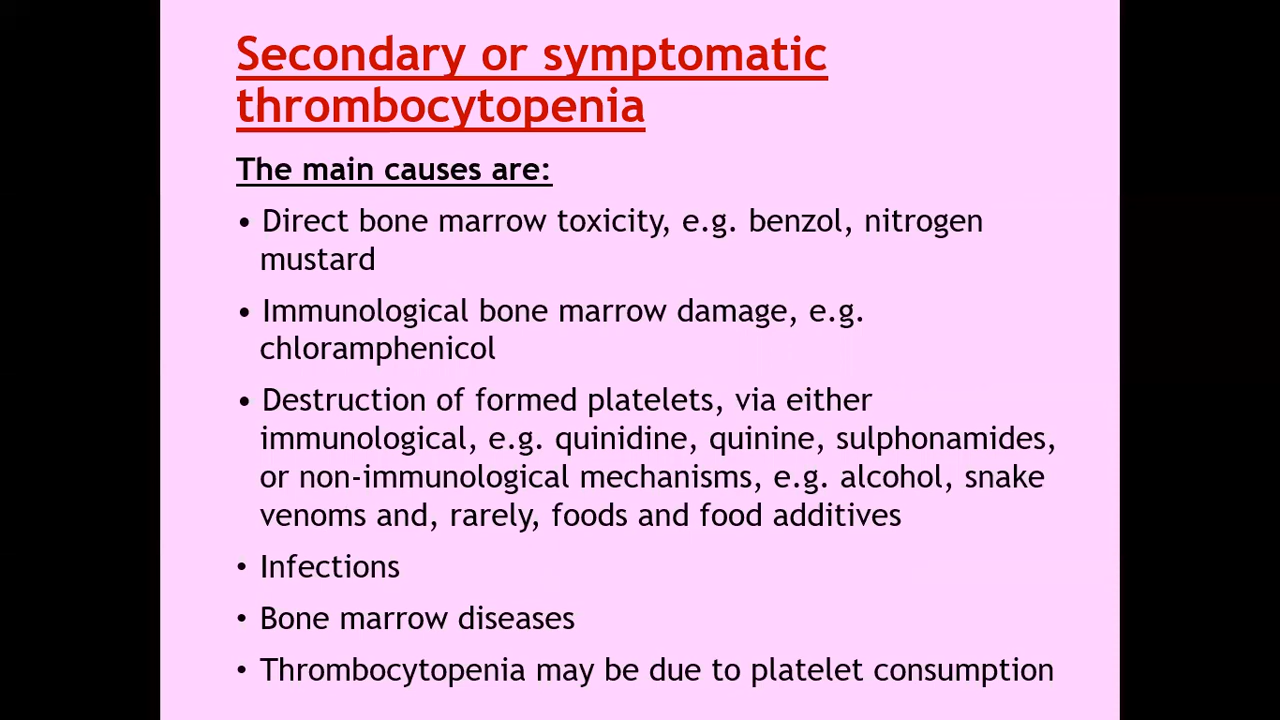 Secondary or symptomatic
thrombocytopenia
The main causes are:
• Direct bone marrow toxicity, e.g. benzol, nitrogen
mustard
• Immunological bone marrow damage, e.g.
chloramphenicol
• Destruction of formed platelets, via either
immunological, e.g. quinidine, quinine, sulphonamides,
or non-immunological mechanisms, e.g. alcohol, snake
venoms and, rarely, foods and food additives
• Infections
• Bone marrow diseases
• Thrombocytopenia may be due to platelet consumption